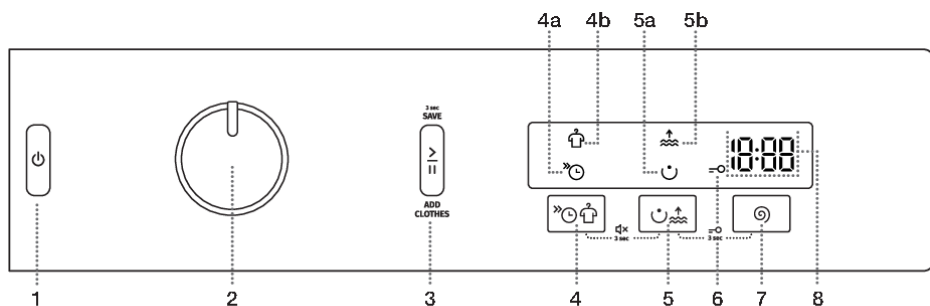 4a 4b 5a 5b
3 sec
SAVE
18:88
ADD
CLOTHES
3 sec 3 sec
1 2 3 4 5 6 7 8